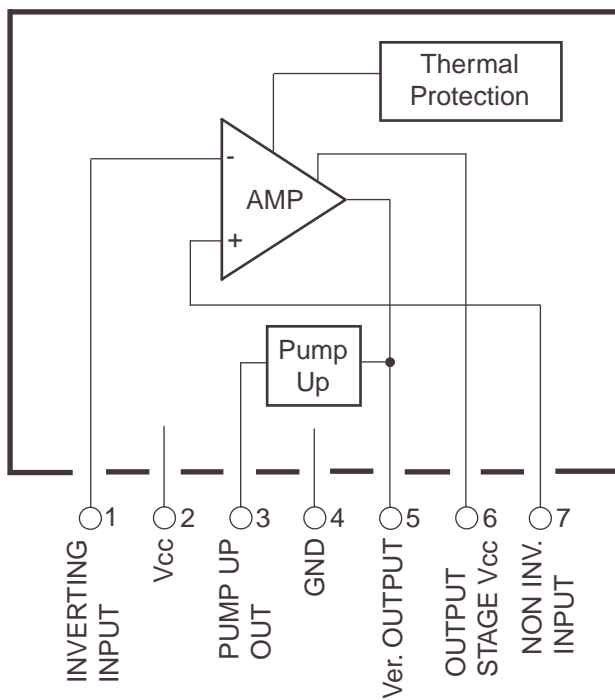 Thermal
Protection
-
AMP
+
Pump
Up
1
2
3
4
5
6
7
INVERTING
INPUT
Vcc
PUMP UP
OUT
GND
Ver. OUTPUT
OUTPUT
STAGE Vcc
NON INV.
INPUT